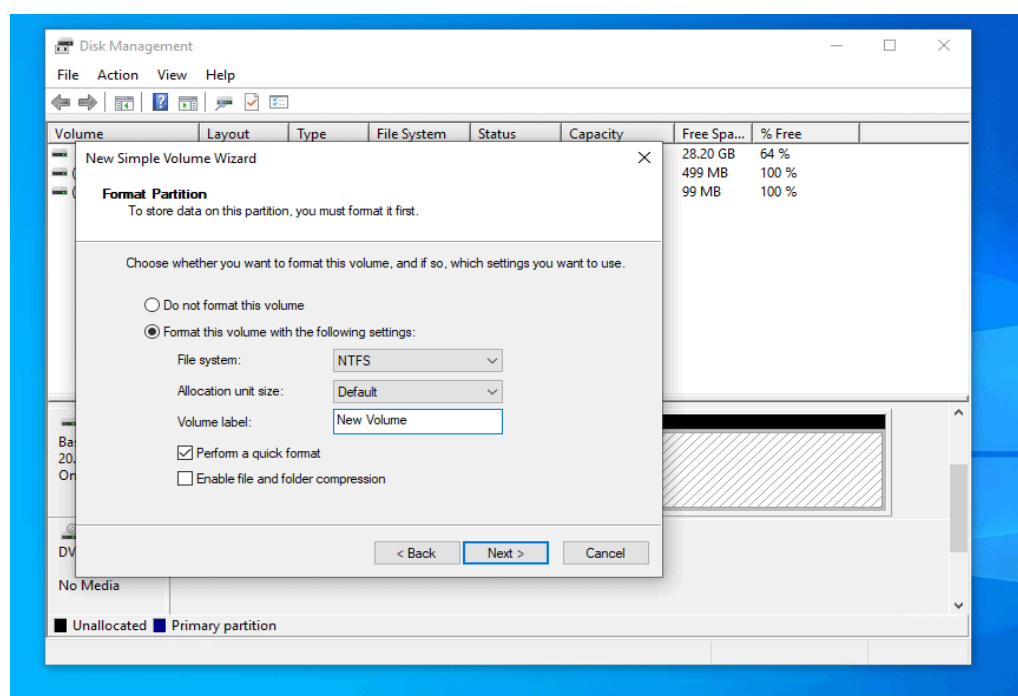 Disk Management
File Action View Help
Volume Layout Type File System Status Capacity Free Spa... % Free
28.20 GB 64 %
499 MB 100 %
99 MB 100 %
New Simple Volume Wizard
Format Partition
To store data on this partition, you must format it first.
Choose whether you want to format this volume, and if so, which settings you want to use.
Do not format this volume
Format this volume with the following settings:
File system: NTFS
Allocation unit size: Default
Volume label: New Volume
Perform a quick format
Enable file and folder compression
< Back Next > Cancel
Ba
20.
On
DV
No Media
Unallocated Primary partition